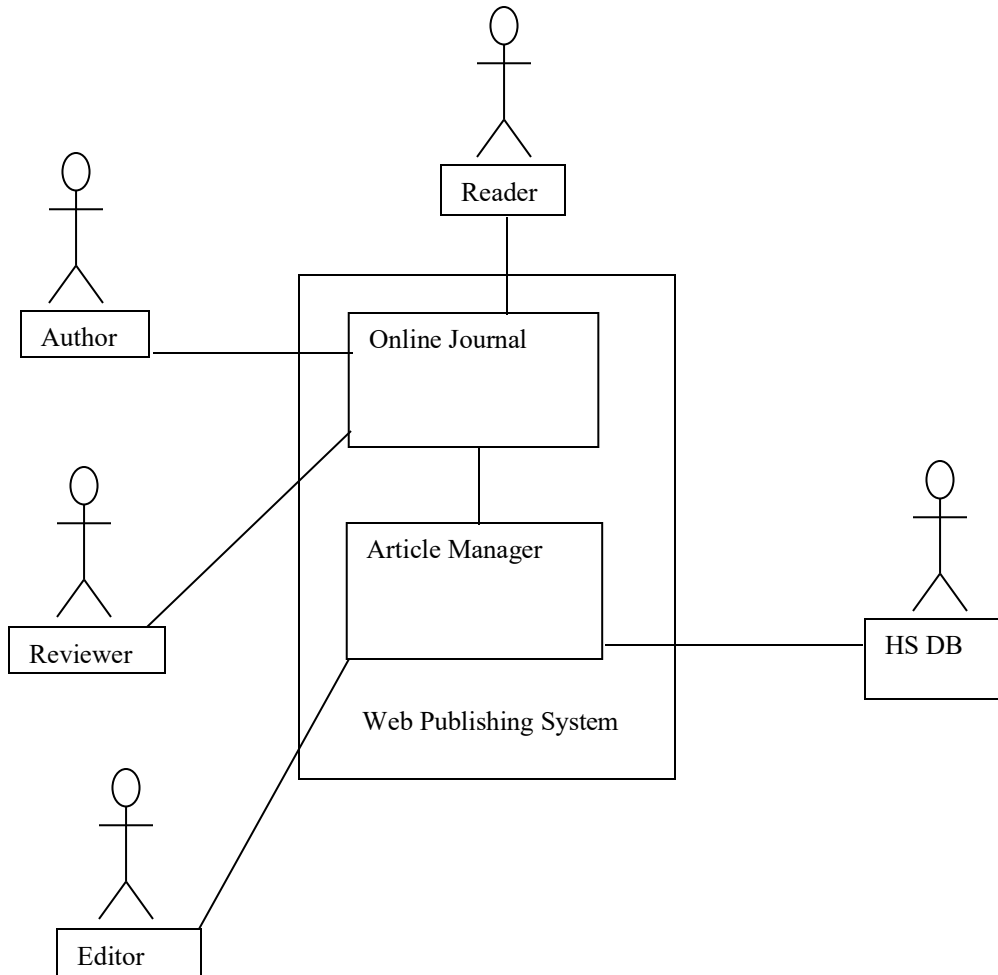 Reader
Author
Online Journal
Reviewer
Article Manager
HS DB
Web Publishing System
Editor